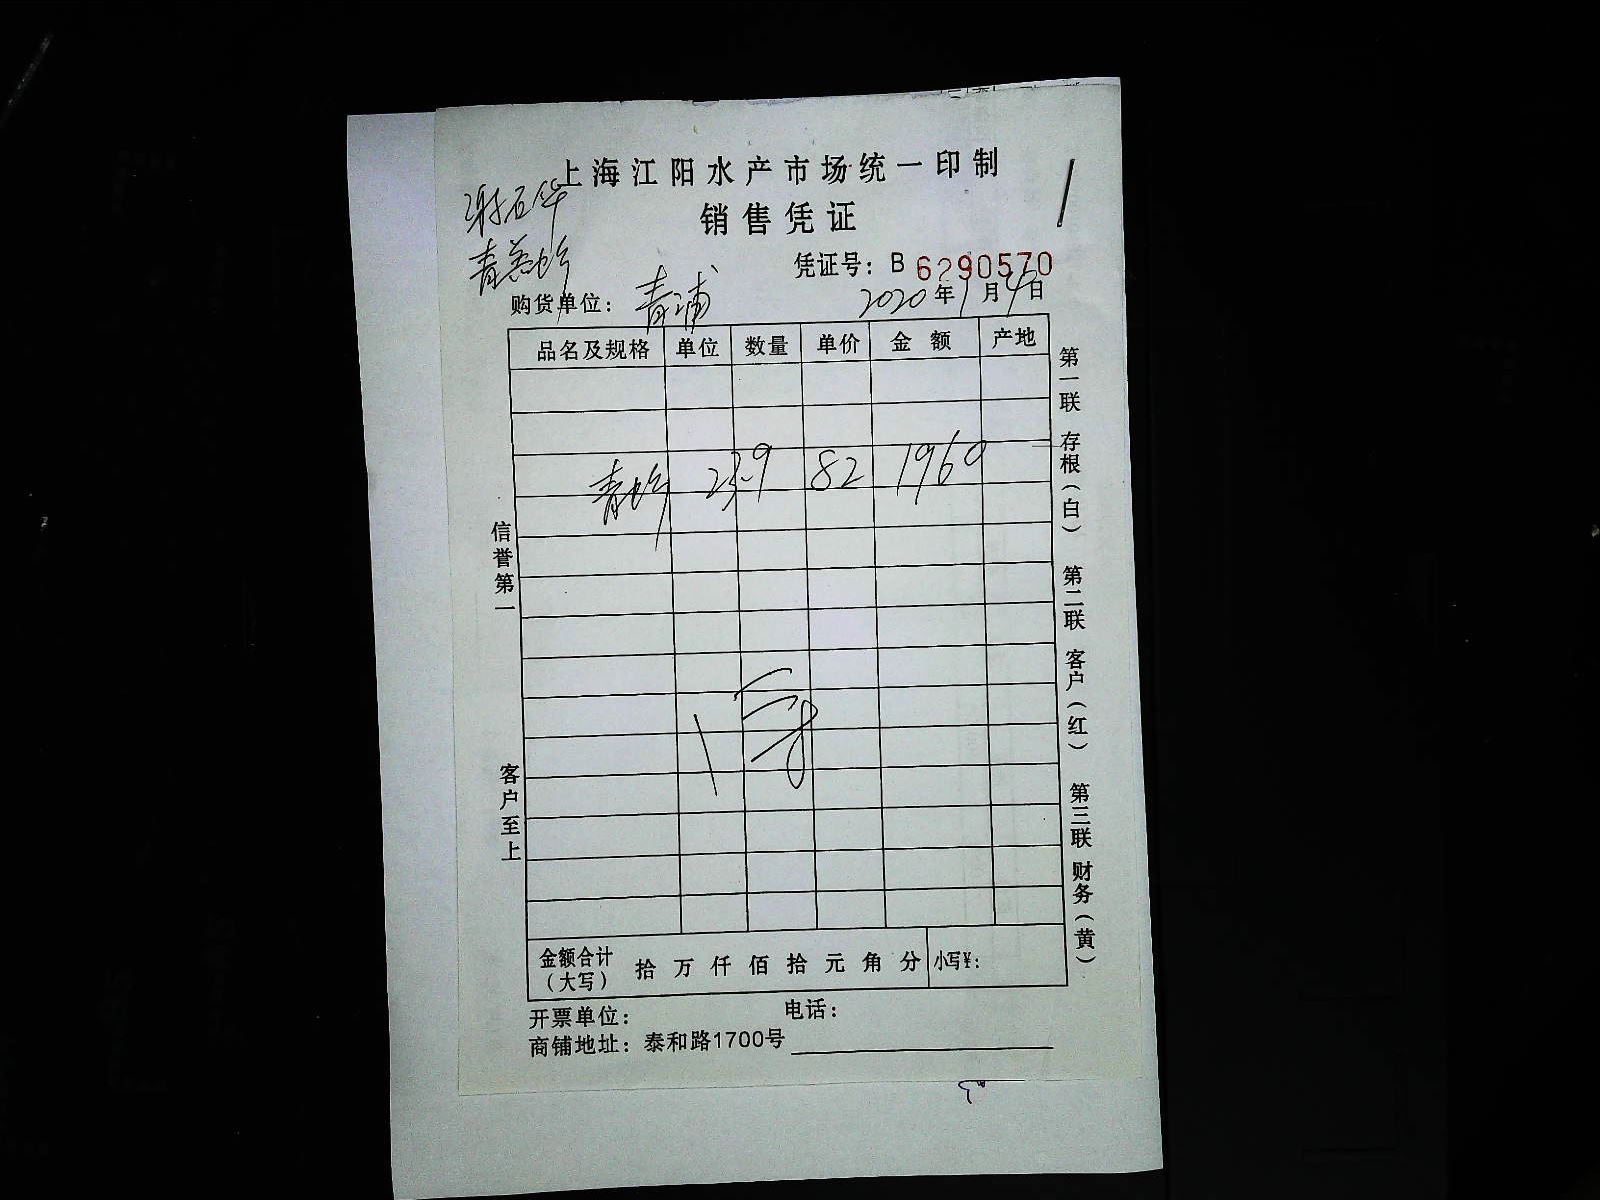 上海江阳水产市场统一印制
销售凭证
凭证号：B 6290570
购货单位：青浦 2020年9月4日
品名及规格 单位 数量 单价 金额 产地
23.9 82 1960
金额合计（大写） 拾 万 仟 佰 拾 元 角 分 小写¥:
开票单位： 电话：
商铺地址：泰和路1700号
信誉第一 客户至上
第一联 存根（白） 第二联 客户（红） 第三联 财务（黄）